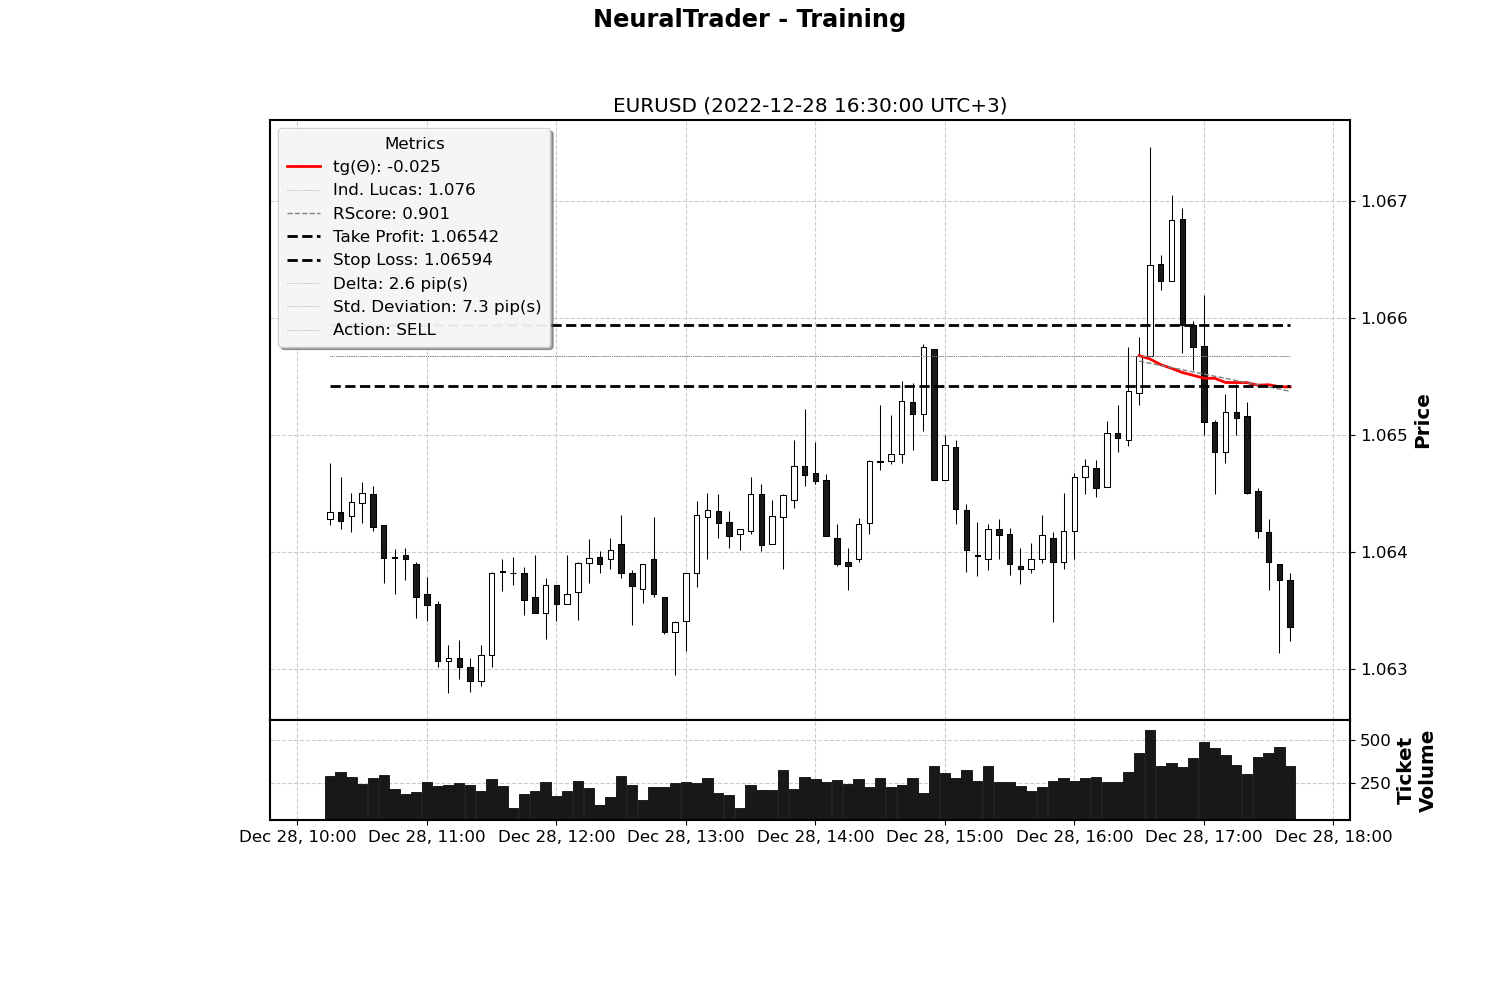 NeuralTrader - Training
EURUSD (2022-12-28 16:30:00 UTC+3)
Metrics
tg(Θ): -0.025
Ind. Lucas: 1.076
RScore: 0.901
Take Profit: 1.06542
Stop Loss: 1.06594
Delta: 2.6 pip(s)
Std. Deviation: 7.3 pip(s)
Action: SELL
1.067
1.066
1.065
1.064
1.063
Price
500
250
Ticket
Volume
Dec 28, 10:00 Dec 28, 11:00 Dec 28, 12:00 Dec 28, 13:00 Dec 28, 14:00 Dec 28, 15:00 Dec 28, 16:00 Dec 28, 17:00 Dec 28, 18:00